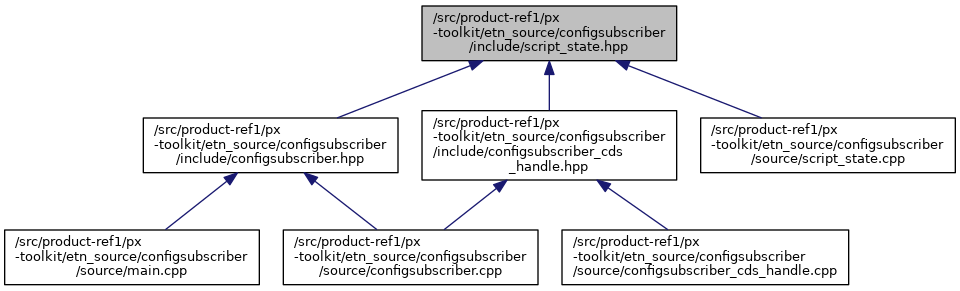 /src/product-ref1/px
-toolkit/etn_source/configsubscriber
/include/script_state.hpp
/src/product-ref1/px
-toolkit/etn_source/configsubscriber
/include/configsubscriber.hpp
/src/product-ref1/px
-toolkit/etn_source/configsubscriber
/include/configsubscriber_cds
_handle.hpp
/src/product-ref1/px
-toolkit/etn_source/configsubscriber
/source/script_state.cpp
/src/product-ref1/px
-toolkit/etn_source/configsubscriber
/source/main.cpp
/src/product-ref1/px
-toolkit/etn_source/configsubscriber
/source/configsubscriber.cpp
/src/product-ref1/px
-toolkit/etn_source/configsubscriber
/source/configsubscriber_cds_handle.cpp